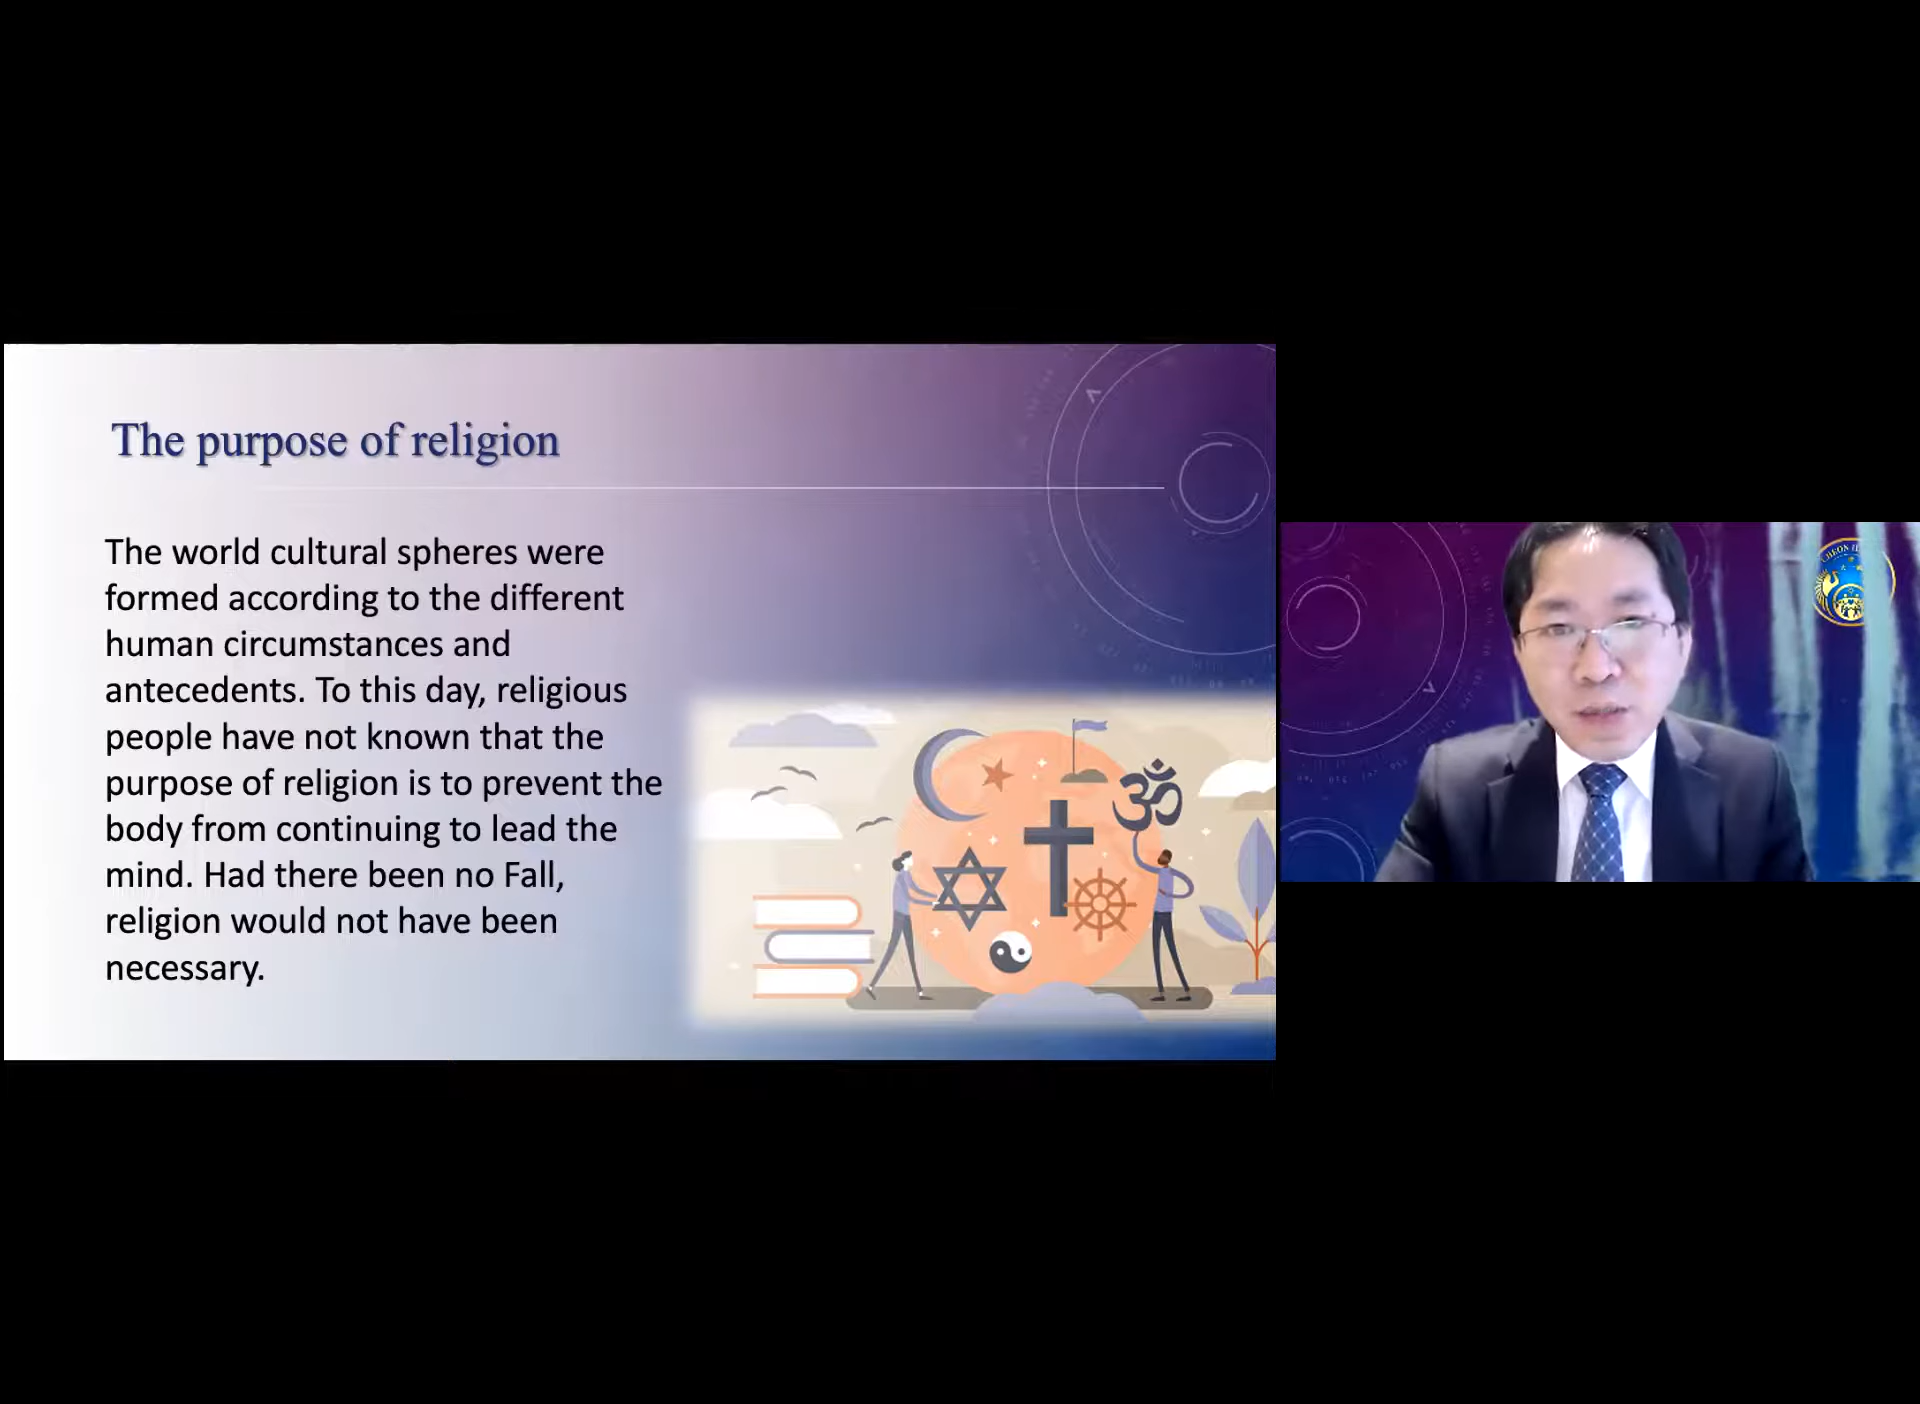 The purpose of religion
The world cultural spheres were
formed according to the different
human circumstances and
antecedents. To this day, religious
people have not known that the
purpose of religion is to prevent the
body from continuing to lead the
mind. Had there been no Fall,
religion would not have been
necessary.
ॐ